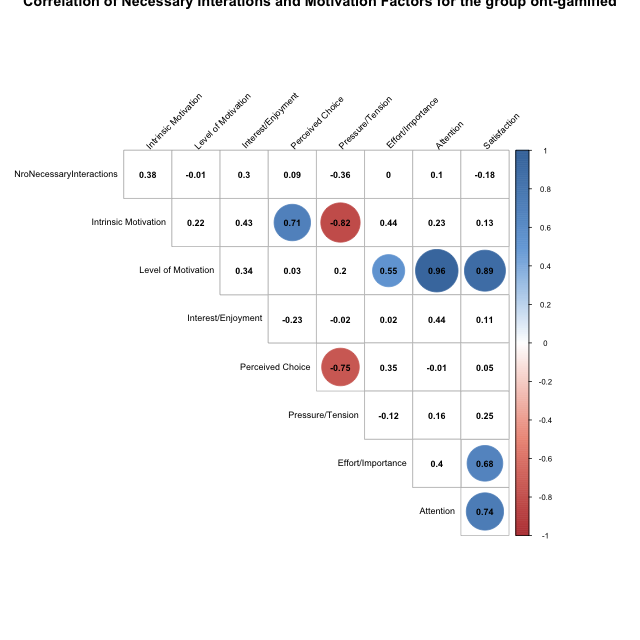 Correlation of Necessary Interations and Motivation Factors for the group ont-gamified
Intrinsic Motivation
Level of Motivation
Interest/Enjoyment
Perceived Choice
Pressure/Tension
Effort/Importance
Attention
Satisfaction
NroNecessaryInteractions 0.38 -0.01 0.3 0.09 -0.36 0 0.1 -0.18
Intrinsic Motivation 0.22 0.43 0.71 -0.82 0.44 0.23 0.13
Level of Motivation 0.34 0.03 0.2 0.55 0.96 0.89
Interest/Enjoyment -0.23 -0.02 0.02 0.44 0.11
Perceived Choice -0.75 0.35 -0.01 0.05
Pressure/Tension -0.12 0.16 0.25
Effort/Importance 0.4 0.68
Attention 0.74
1
0.8
0.6
0.4
0.2
0
-0.2
-0.4
-0.6
-0.8
-1